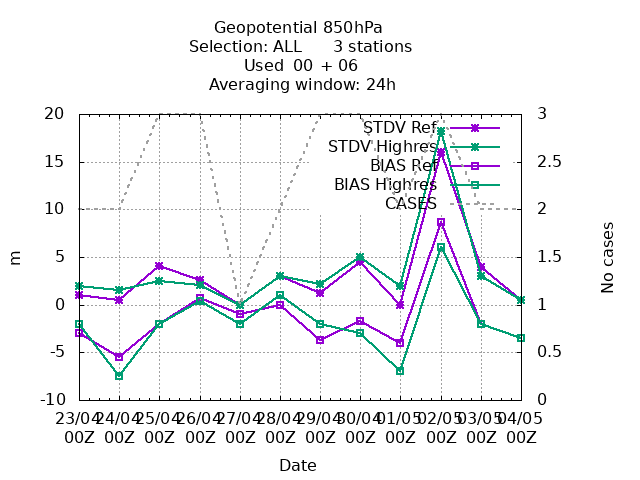 Geopotential 850hPa
Selection: ALL 3 stations
Used 00 + 06
Averaging window: 24h
20 3
STDV Ref
STDV Highres
15 2.5
BIAS Ref
BIAS Highres
CASES
10 2
5 1.5
m
No cases
0 1
-5 0.5
-10 0
23/04 24/04 25/04 26/04 27/04 28/04 29/04 30/04 01/05 02/05 03/05 04/05
00Z 00Z 00Z 00Z 00Z 00Z 00Z 00Z 00Z 00Z 00Z 00Z
Date